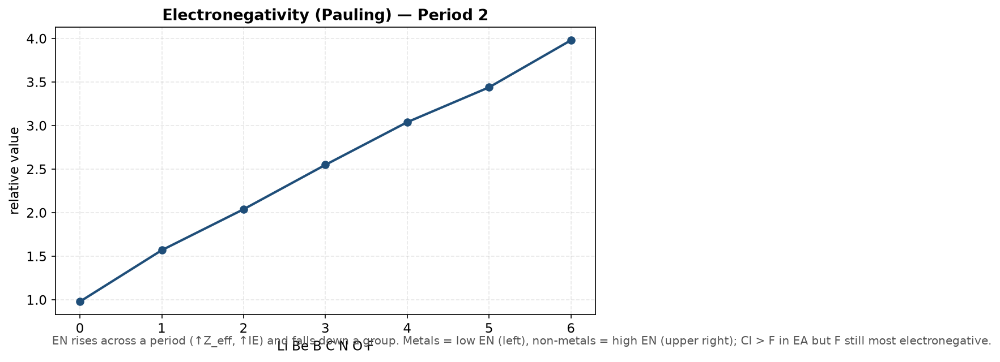 Electronegativity (Pauling) — Period 2
relative value
4.0
3.5
3.0
2.5
2.0
1.5
1.0
0 1 2 3 4 5 6
EN rises across a period (↑Z_eff, ↑IE) and falls down a group. Metals = low EN (left), non-metals = high EN (upper right); Cl > F in EA but F still most electronegative.
Li Be B C N O F